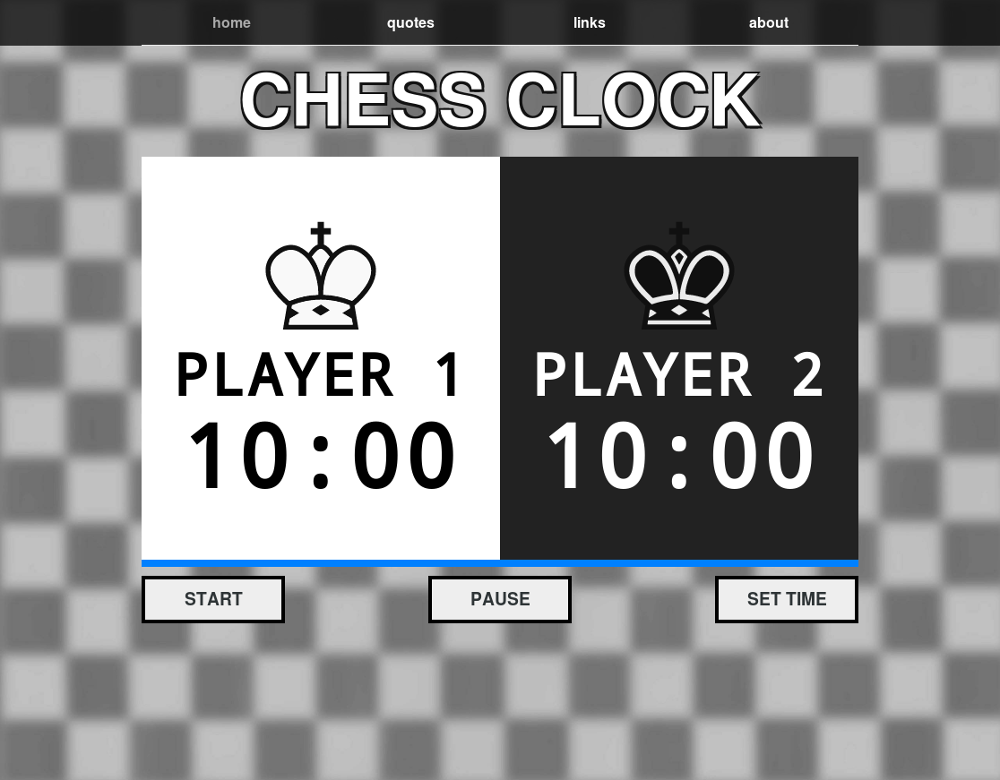 home quotes links about
CHESS CLOCK
PLAYER 1 PLAYER 2
10:00 10:00
START PAUSE SET TIME